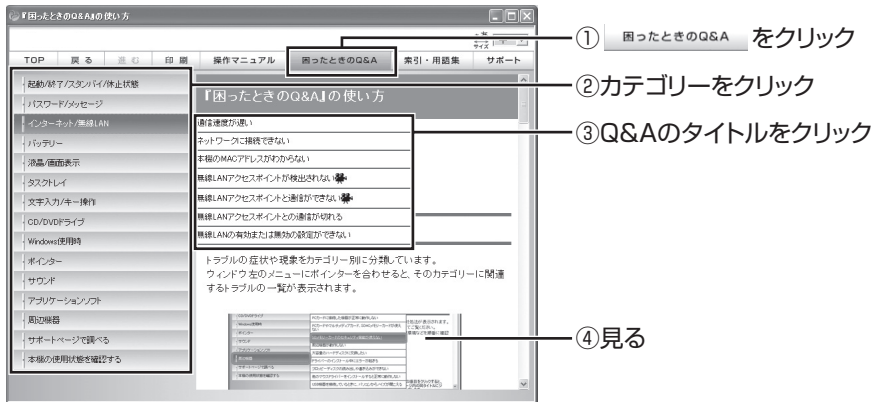 『困ったときのQ&A』の使い方
サイズ
TOP 戻る 進む 印刷 操作マニュアル 困ったときのQ&A 索引・用語集 サポート
起動/終了/スタンバイ/休止状態
パスワード/メッセージ
インターネット/無線LAN
バッテリー
液晶/画面表示
タスクトレイ
文字入力/キー操作
CD/DVDドライブ
Windows使用時
ポインター
サウンド
アプリケーションソフト
周辺機器
サポートページで調べる
本機の使用状態を確認する
『困ったときのQ&A』の使い方
通信速度が遅い
ネットワークに接続できない
本機のMACアドレスがわからない
無線LANアクセスポイントが検出されない
無線LANアクセスポイントと通信ができない
無線LANアクセスポイントとの通信が切れる
無線LANの有効または無効の設定ができない
トラブルの症状や現象をカテゴリー別に分類しています。
ウィンドウ左のメニューにポインターを合わせると、そのカテゴリーに関連
するトラブルの一覧が表示されます。
① 困ったときのQ&A をクリック
②カテゴリーをクリック
③Q&Aのタイトルをクリック
④見る